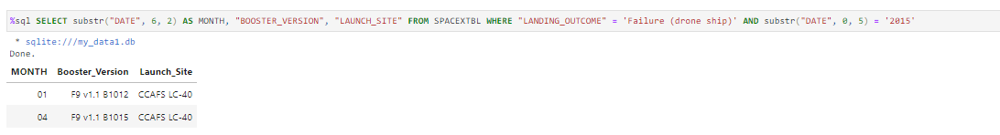 %sql SELECT substr("DATE", 6, 2) AS MONTH, "BOOSTER_VERSION", "LAUNCH_SITE" FROM SPACEXTBL WHERE "LANDING_OUTCOME" = 'Failure (drone ship)' AND substr("DATE", 0, 5) = '2015'
* sqlite:///my_data1.db
Done.
MONTH Booster_Version Launch_Site
01 F9 v1.1 B1012 CCAFS LC-40
04 F9 v1.1 B1015 CCAFS LC-40